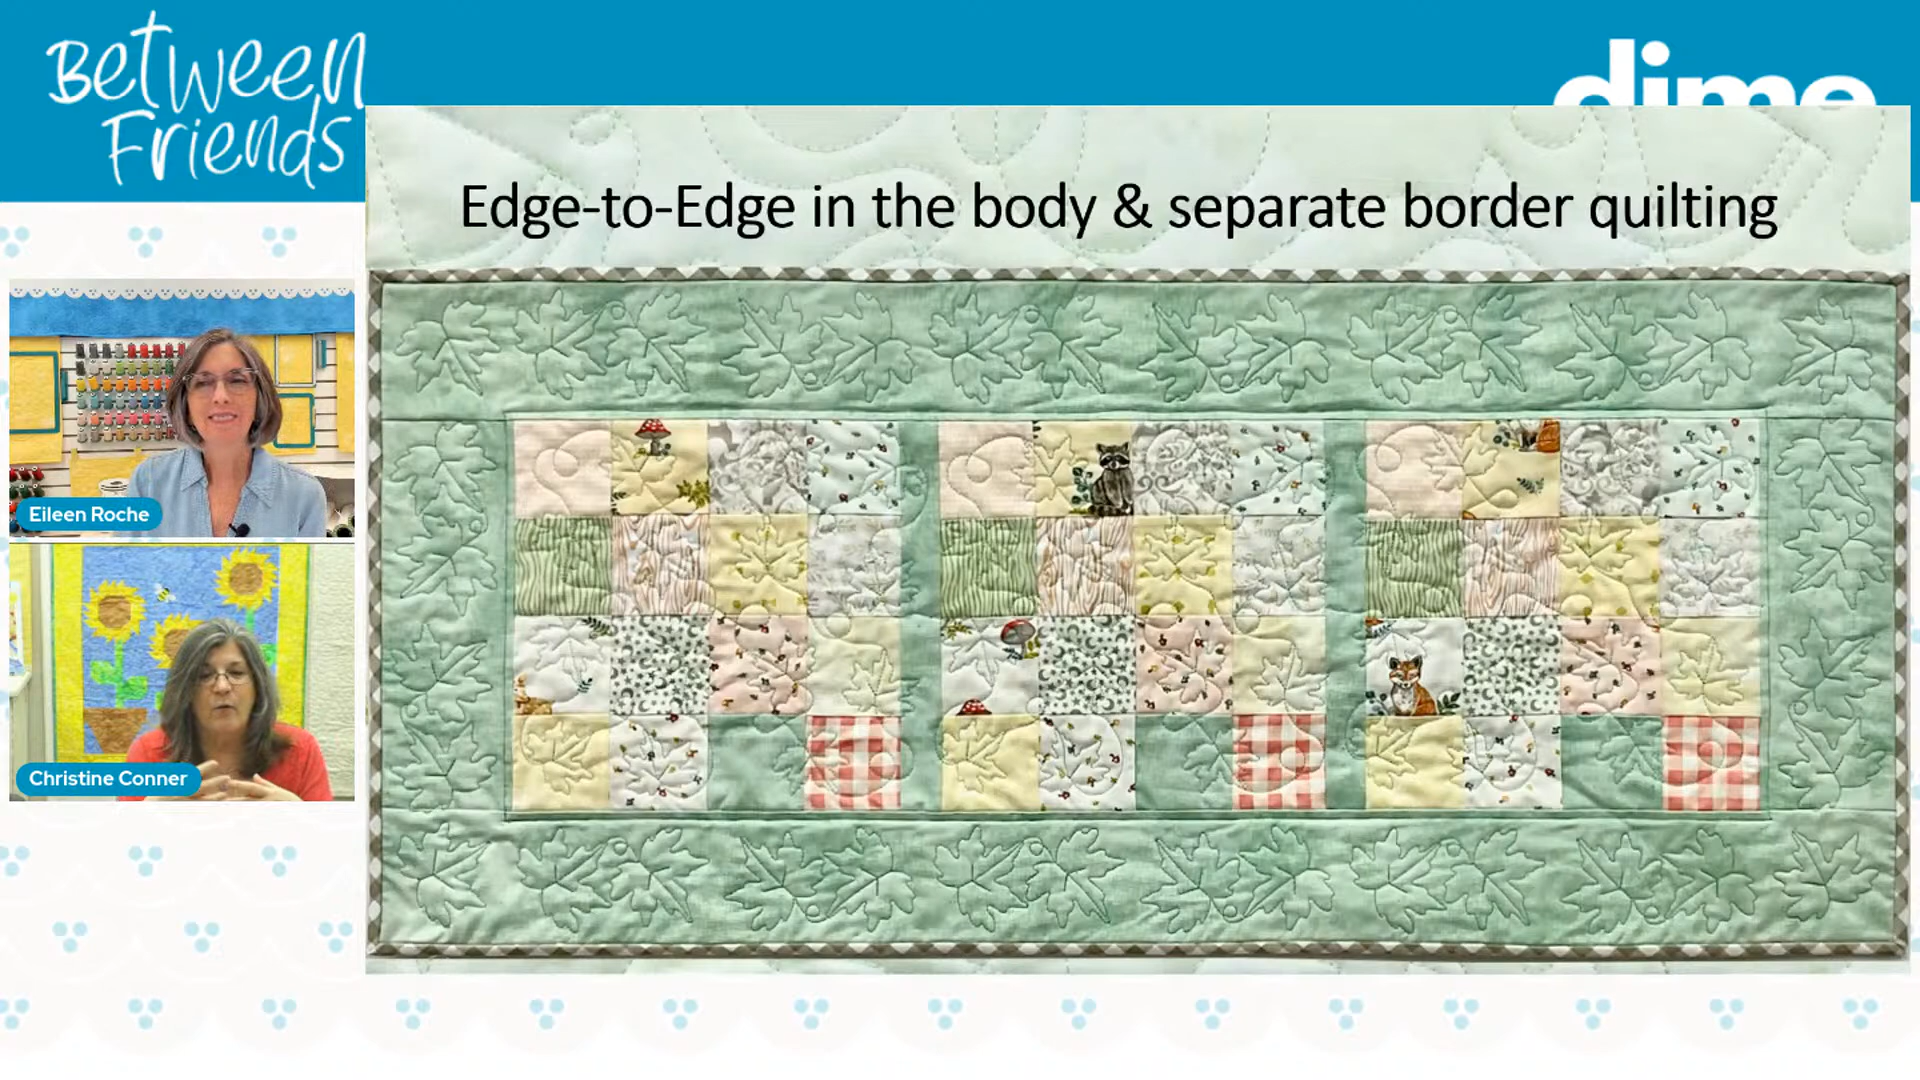 Between
Friends
dime
Edge-to-Edge in the body & separate border quilting
Eileen Roche
Christine Conner